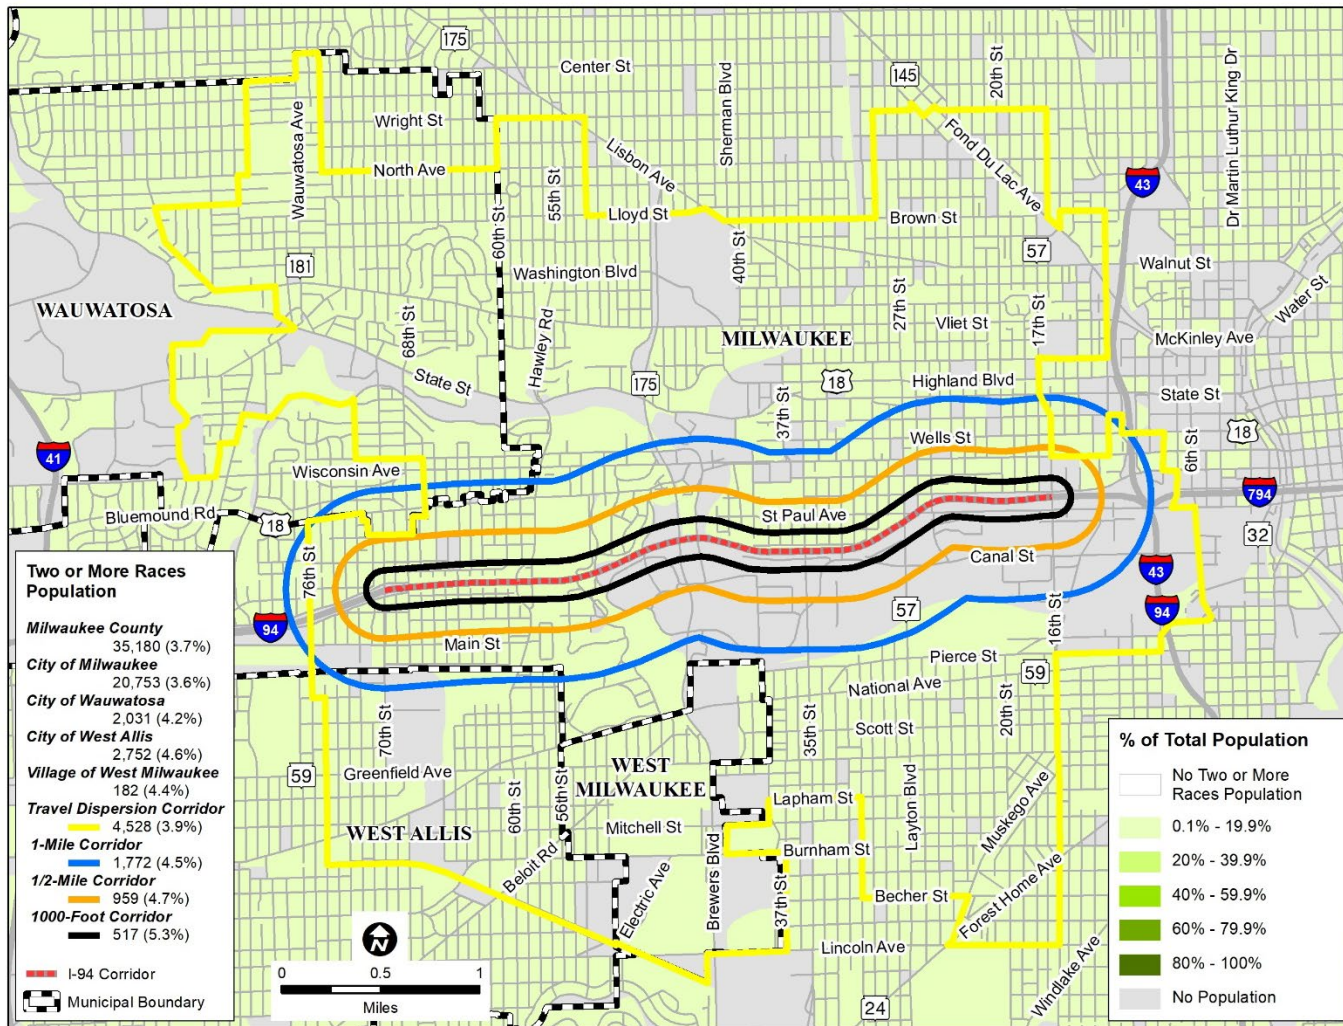 175
Center St
Sherman Blvd
145
20th St
Dr Martin Luthur King Dr
Wauwatosa Ave
Wright St
Lisbon Ave
Fond Du Lac Ave
43
North Ave
55th St
60th St
Lloyd St
Brown St
40th St
57
181
Washington Blvd
Walnut St
27th St
17th St
Water St
WAUWATOSA
68th St
Hawley Rd
MILWAUKEE
Vliet St
McKinley Ave
State St
175
18
37th St
Highland Blvd
State St
41
Wisconsin Ave
Wells St
6th St
18
Bluemound Rd
18
St Paul Ave
794
32
76th St
Canal St
43
94
57
94
16th St
Main St
Pierce St
59
National Ave
70th St
35th St
Scott St
20th St
59
Greenfield Ave
60th St
56th St
WEST
MILWAUKEE
Lapham St
Layton Blvd
Muskego Ave
WEST ALLIS
Mitchell St
Burnham St
Beloit Rd
Brewers Blvd
37th St
Becher St
Forest Home Ave
Electric Ave
Lincoln Ave
Windlake Ave
24
Two or More Races
Population
Milwaukee County
35,180 (3.7%)
City of Milwaukee
20,753 (3.6%)
City of Wauwatosa
2,031 (4.2%)
City of West Allis
2,752 (4.6%)
Village of West Milwaukee
182 (4.4%)
Travel Dispersion Corridor
4,528 (3.9%)
1-Mile Corridor
1,772 (4.5%)
1/2-Mile Corridor
959 (4.7%)
1000-Foot Corridor
517 (5.3%)
I-94 Corridor
Municipal Boundary
N
0 0.5 1
Miles
% of Total Population
No Two or More
Races Population
0.1% - 19.9%
20% - 39.9%
40% - 59.9%
60% - 79.9%
80% - 100%
No Population